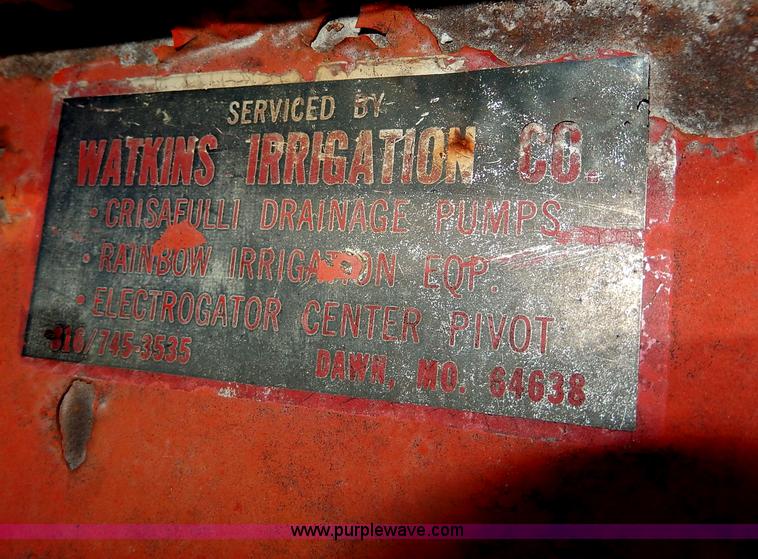 SERVICED BY
WATKINS IRRIGATION CO.
• CRISAFULLI DRAINAGE PUMPS
• RAINBOW IRRIGATION EQP.
• ELECTROGATOR CENTER PIVOT
816/745-3535
DAWN, MO. 64638
www.purplewave.com